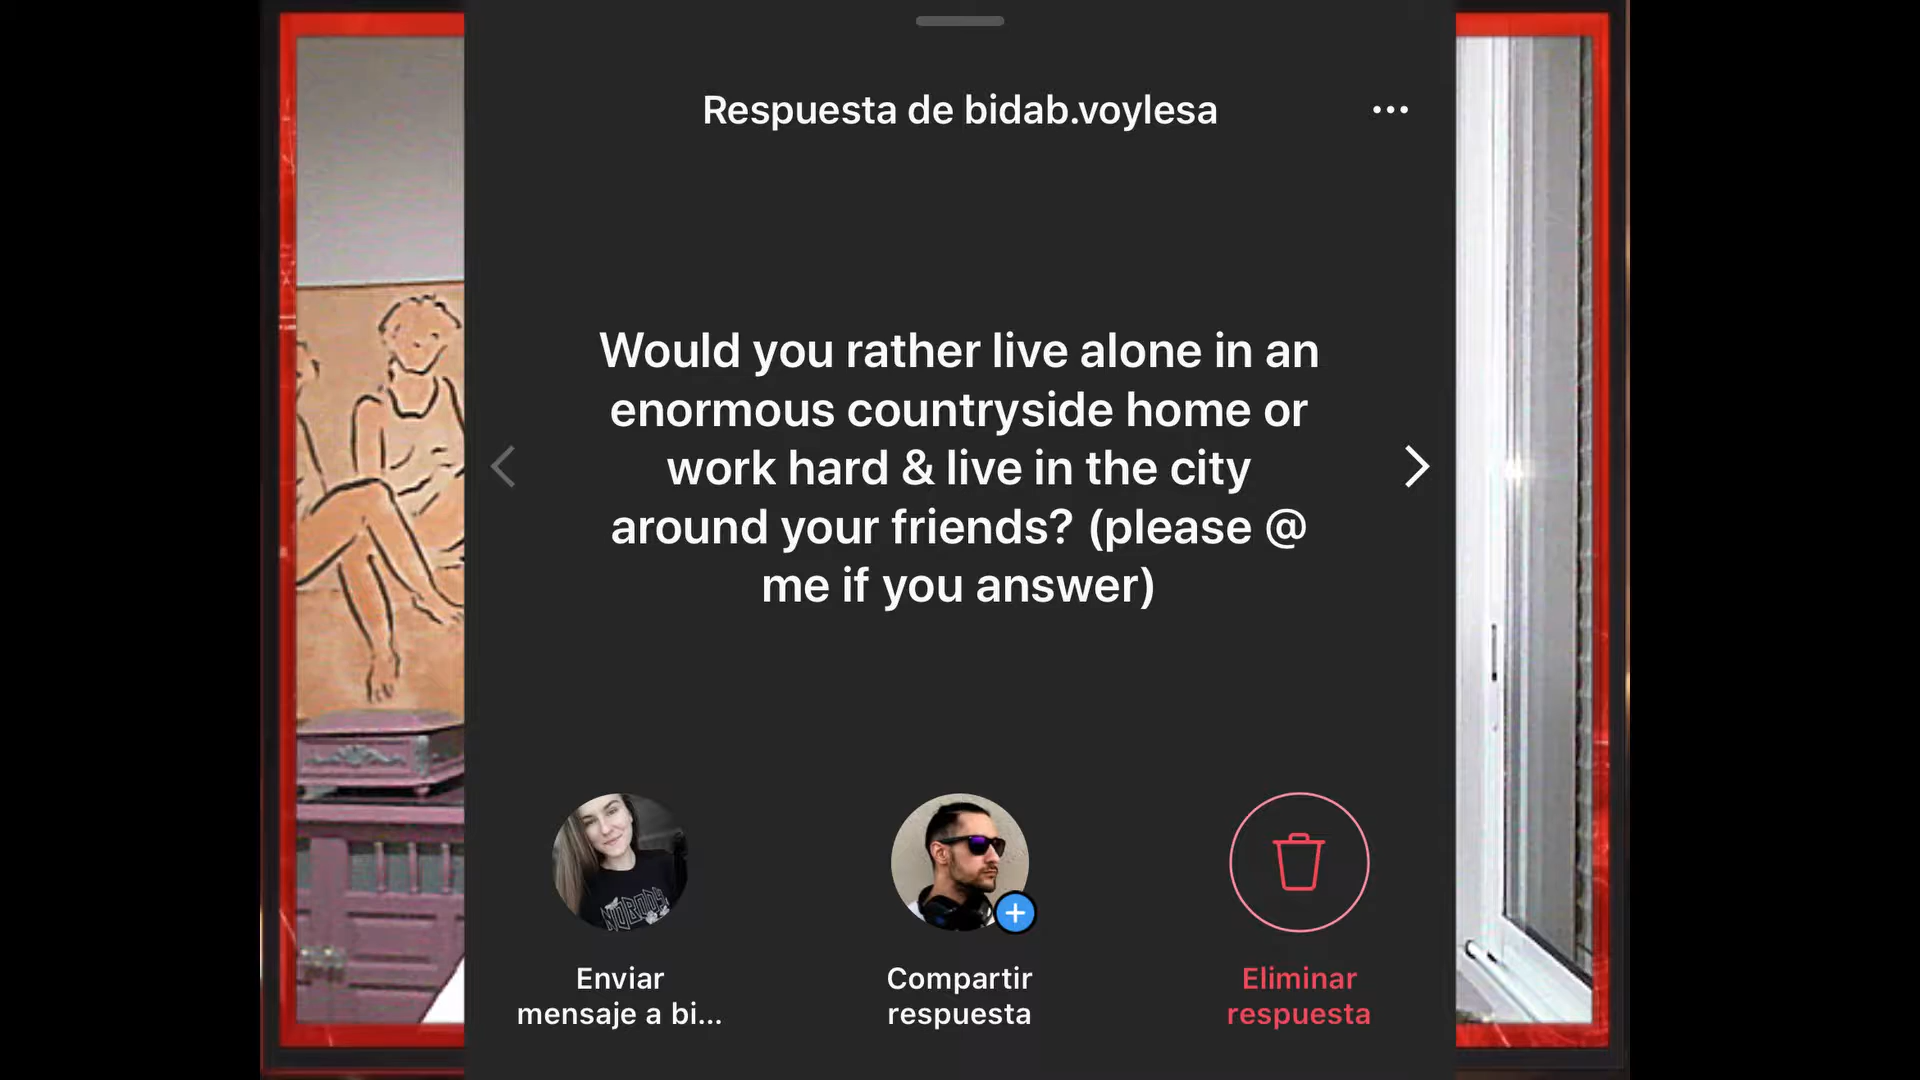 Respuesta de bidab.voylesa
Would you rather live alone in an
enormous countryside home or
work hard & live in the city
around your friends? (please @
me if you answer)
NOBODY
Enviar
mensaje a bi...
Compartir
respuesta
Eliminar
respuesta